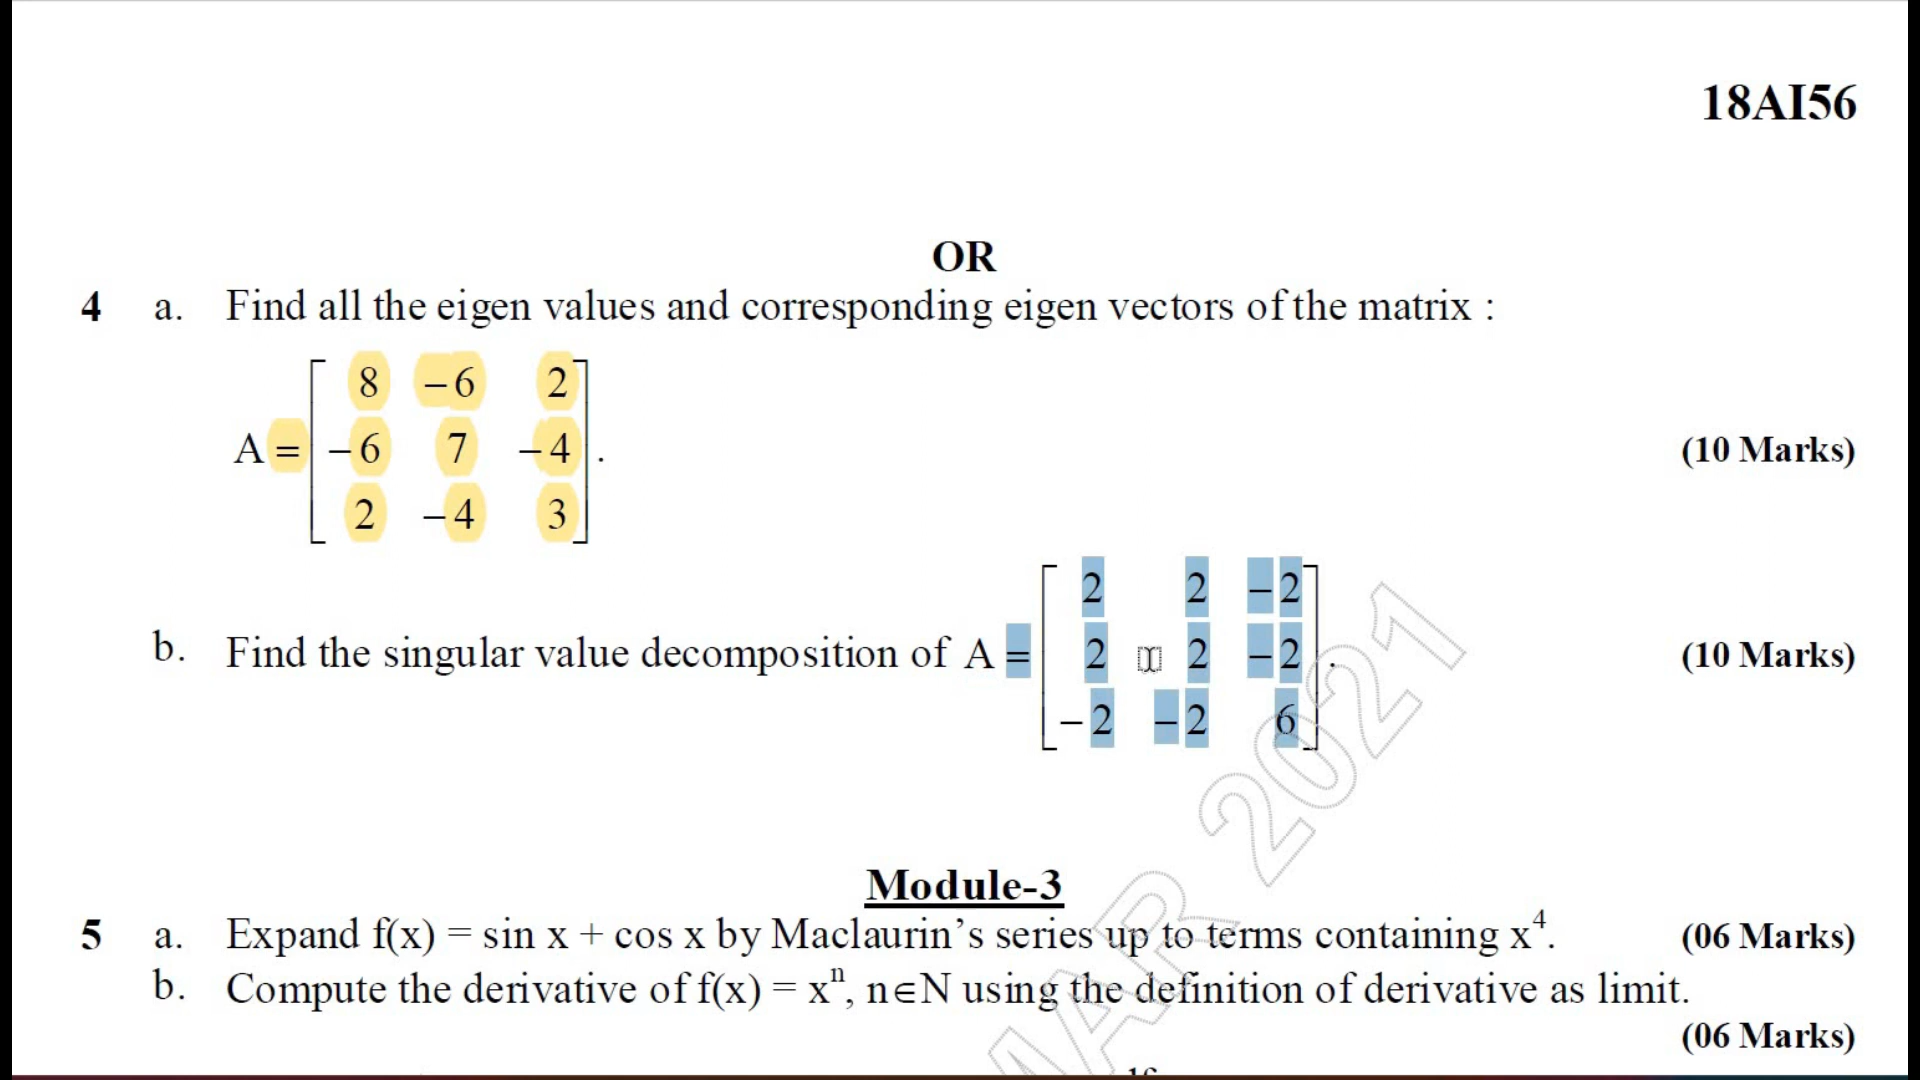 18AI56
OR
4 a. Find all the eigen values and corresponding eigen vectors of the matrix :
A = [ 8 −6 2
−6 7 −4
2 −4 3 ] . (10 Marks)
b. Find the singular value decomposition of A = [ 2 2 −2
2 2 −2
−2 −2 6 ] . (10 Marks)
Module-3
5 a. Expand f(x) = sin x + cos x by Maclaurin’s series up to terms containing x⁴. (06 Marks)
b. Compute the derivative of f(x) = xⁿ, n∈N using the definition of derivative as limit.
(06 Marks)
MAR 2021